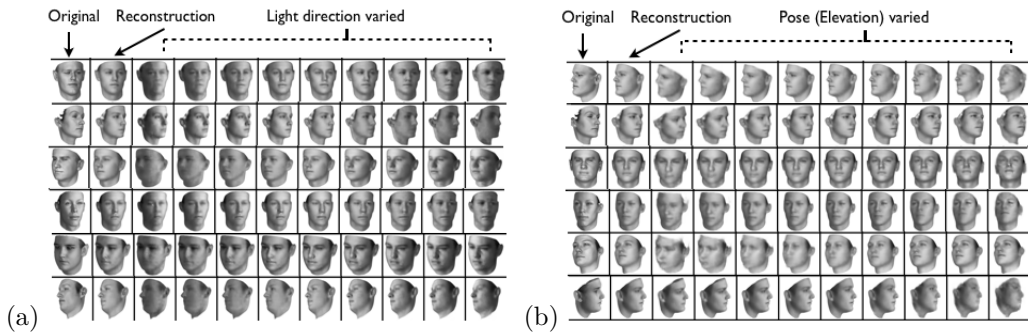 Original Reconstruction Light direction varied
(a)
Original Reconstruction Pose (Elevation) varied
(b)